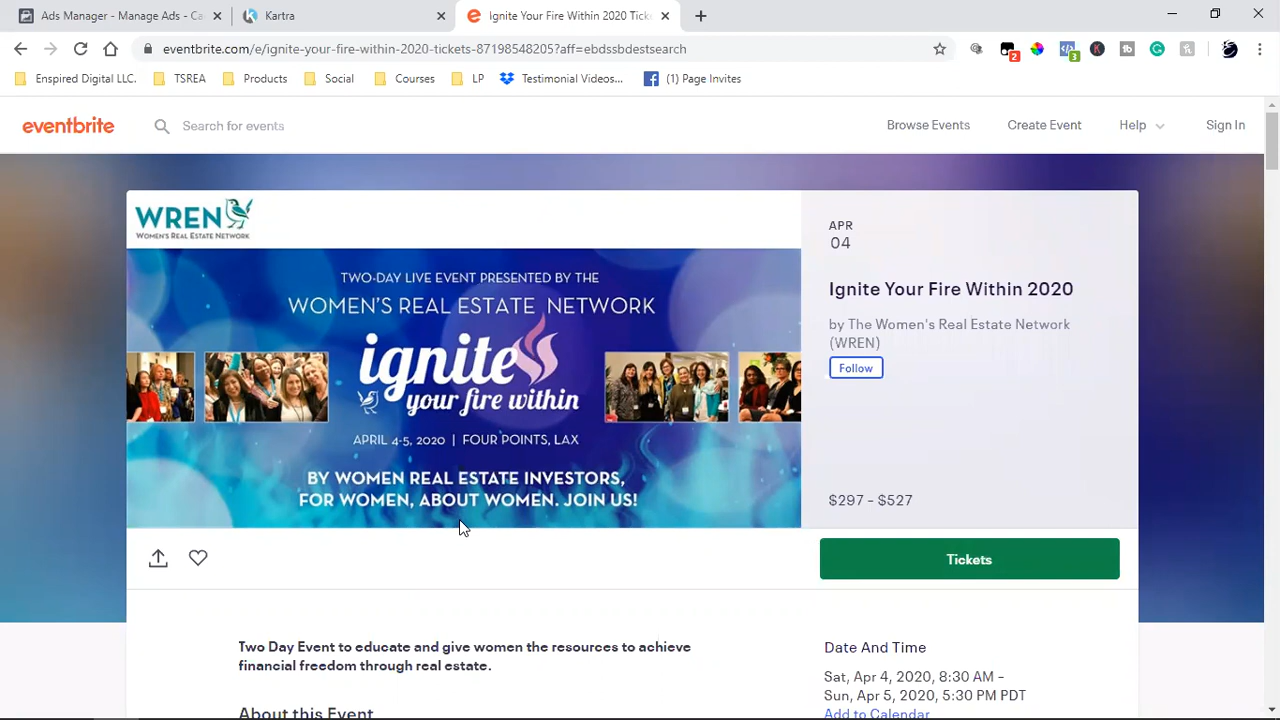 Ads Manager - Manage Ads - Ca
Kartra
Ignite Your Fire Within 2020 Tick
eventbrite.com/e/ignite-your-fire-within-2020-tickets-87198548205?aff=ebdssbdestsearch
2
3
Enspired Digital LLC.
TSREA
Products
Social
Courses
LP
Testimonial Videos...
(1) Page Invites
eventbrite
Search for events
Browse Events
Create Event
Help
Sign In
WREN
WOMEN'S REAL ESTATE NETWORK
TWO-DAY LIVE EVENT PRESENTED BY THE
WOMEN'S REAL ESTATE NETWORK
ignite
your fire within
APRIL 4-5, 2020 | FOUR POINTS, LAX
BY WOMEN REAL ESTATE INVESTORS,
FOR WOMEN, ABOUT WOMEN. JOIN US!
APR
04
Ignite Your Fire Within 2020
by The Women's Real Estate Network
(WREN)
Follow
$297 – $527
Tickets
Two Day Event to educate and give women the resources to achieve
financial freedom through real estate.
About this Event
Date And Time
Sat, Apr 4, 2020, 8:30 AM –
Sun, Apr 5, 2020, 5:30 PM PDT
Add to Calendar